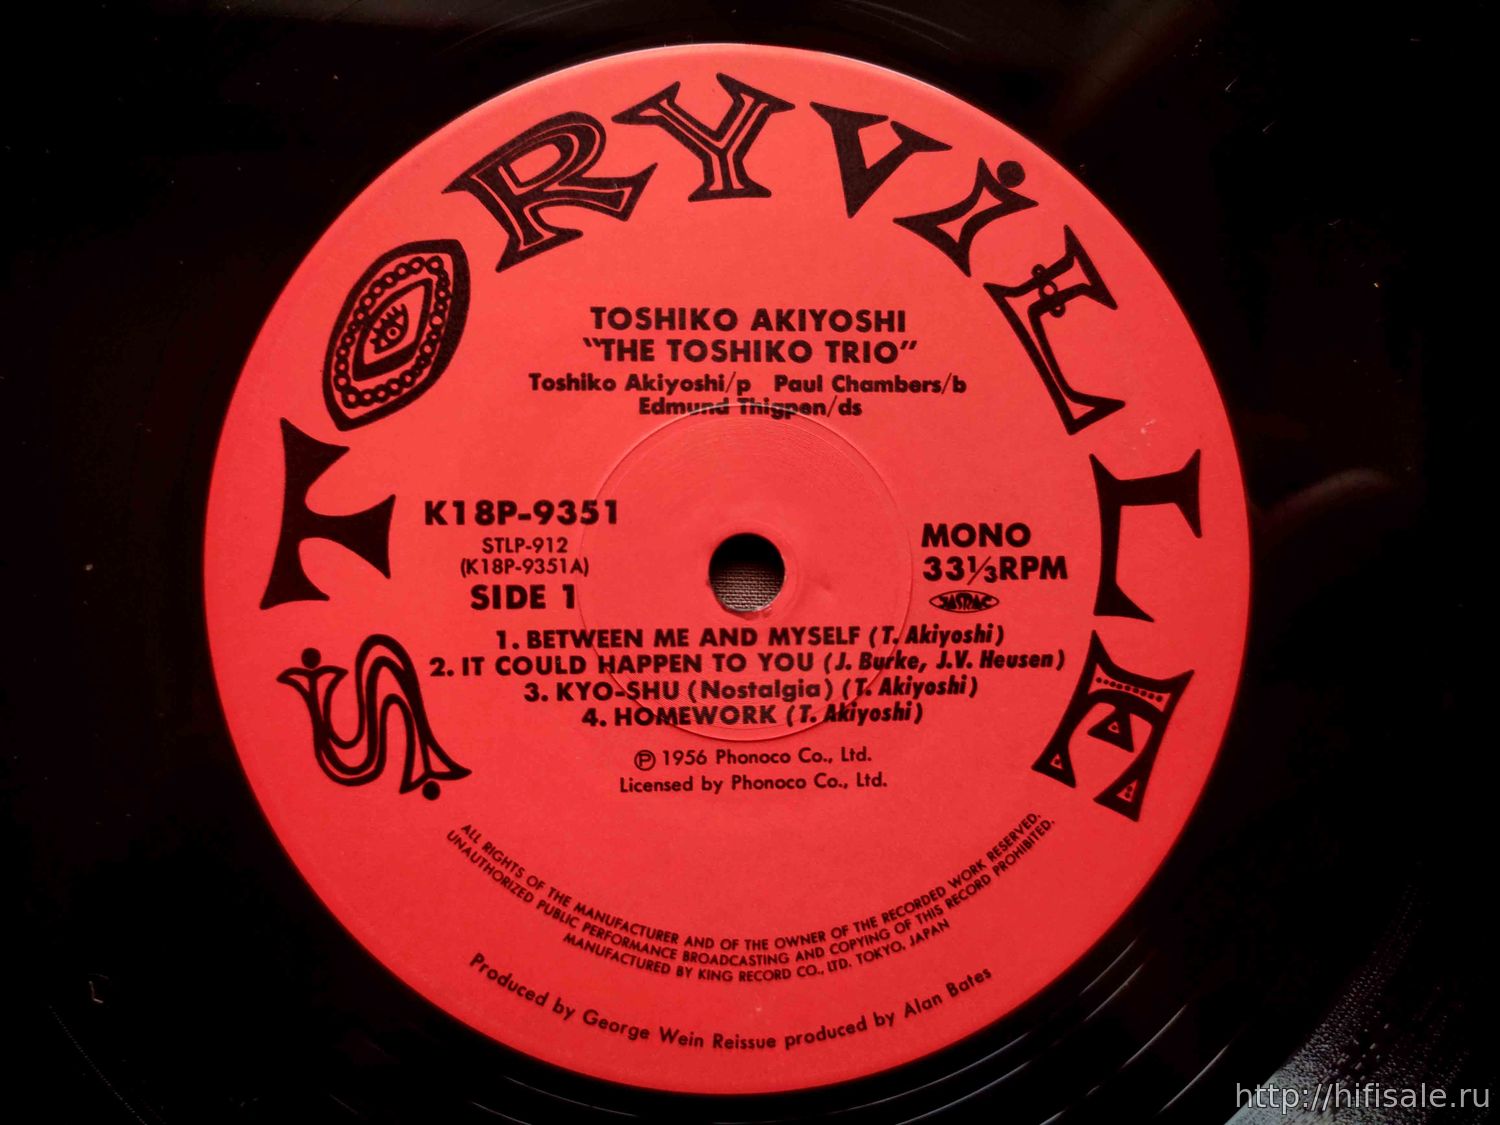 STORYViLLE
TOSHIKO AKIYOSHI
"THE TOSHIKO TRIO"
Toshiko Akiyoshi/p Paul Chambers/b
Edmund Thigpen/ds
K18P-9351
STLP-912
(K18P-9351A)
SIDE 1
MONO
33⅓RPM
JASRAC
1. BETWEEN ME AND MYSELF (T. Akiyoshi)
2. IT COULD HAPPEN TO YOU (J. Burke, J.V. Heusen)
3. KYO-SHU (Nostalgia) (T. Akiyoshi)
4. HOMEWORK (T. Akiyoshi)
℗ 1956 Phonoco Co., Ltd.
Licensed by Phonoco Co., Ltd.
ALL RIGHTS OF THE MANUFACTURER AND OF THE OWNER OF THE RECORDED WORK RESERVED.
UNAUTHORIZED PUBLIC PERFORMANCE BROADCASTING AND COPYING OF THIS RECORD PROHIBITED.
MANUFACTURED BY KING RECORD CO., LTD. TOKYO, JAPAN
Produced by George Wein Reissue produced by Alan Bates
http://hifisale.ru